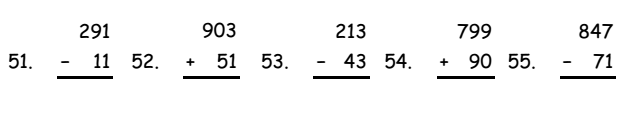 291 903 213 799 847
51. - 11 52. + 51 53. - 43 54. + 90 55. - 71